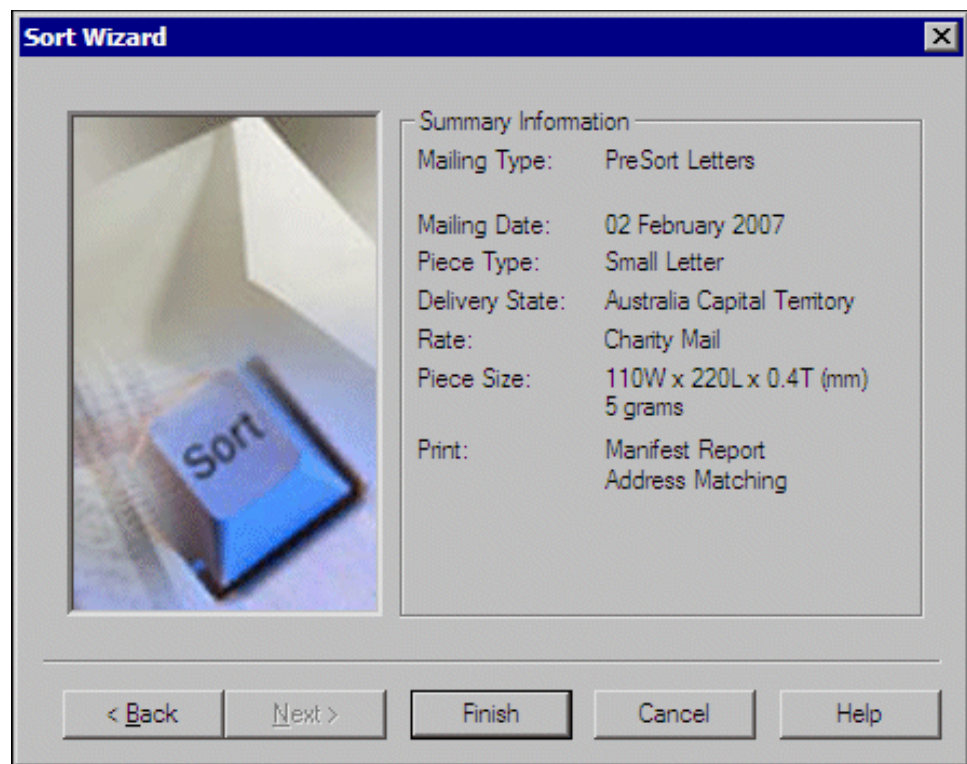 Sort Wizard
Sort
Summary Information
Mailing Type: PreSort Letters
Mailing Date: 02 February 2007
Piece Type: Small Letter
Delivery State: Australia Capital Territory
Rate: Charity Mail
Piece Size: 110W x 220L x 0.4T (mm)
5 grams
Print: Manifest Report
Address Matching
< Back Next > Finish Cancel Help